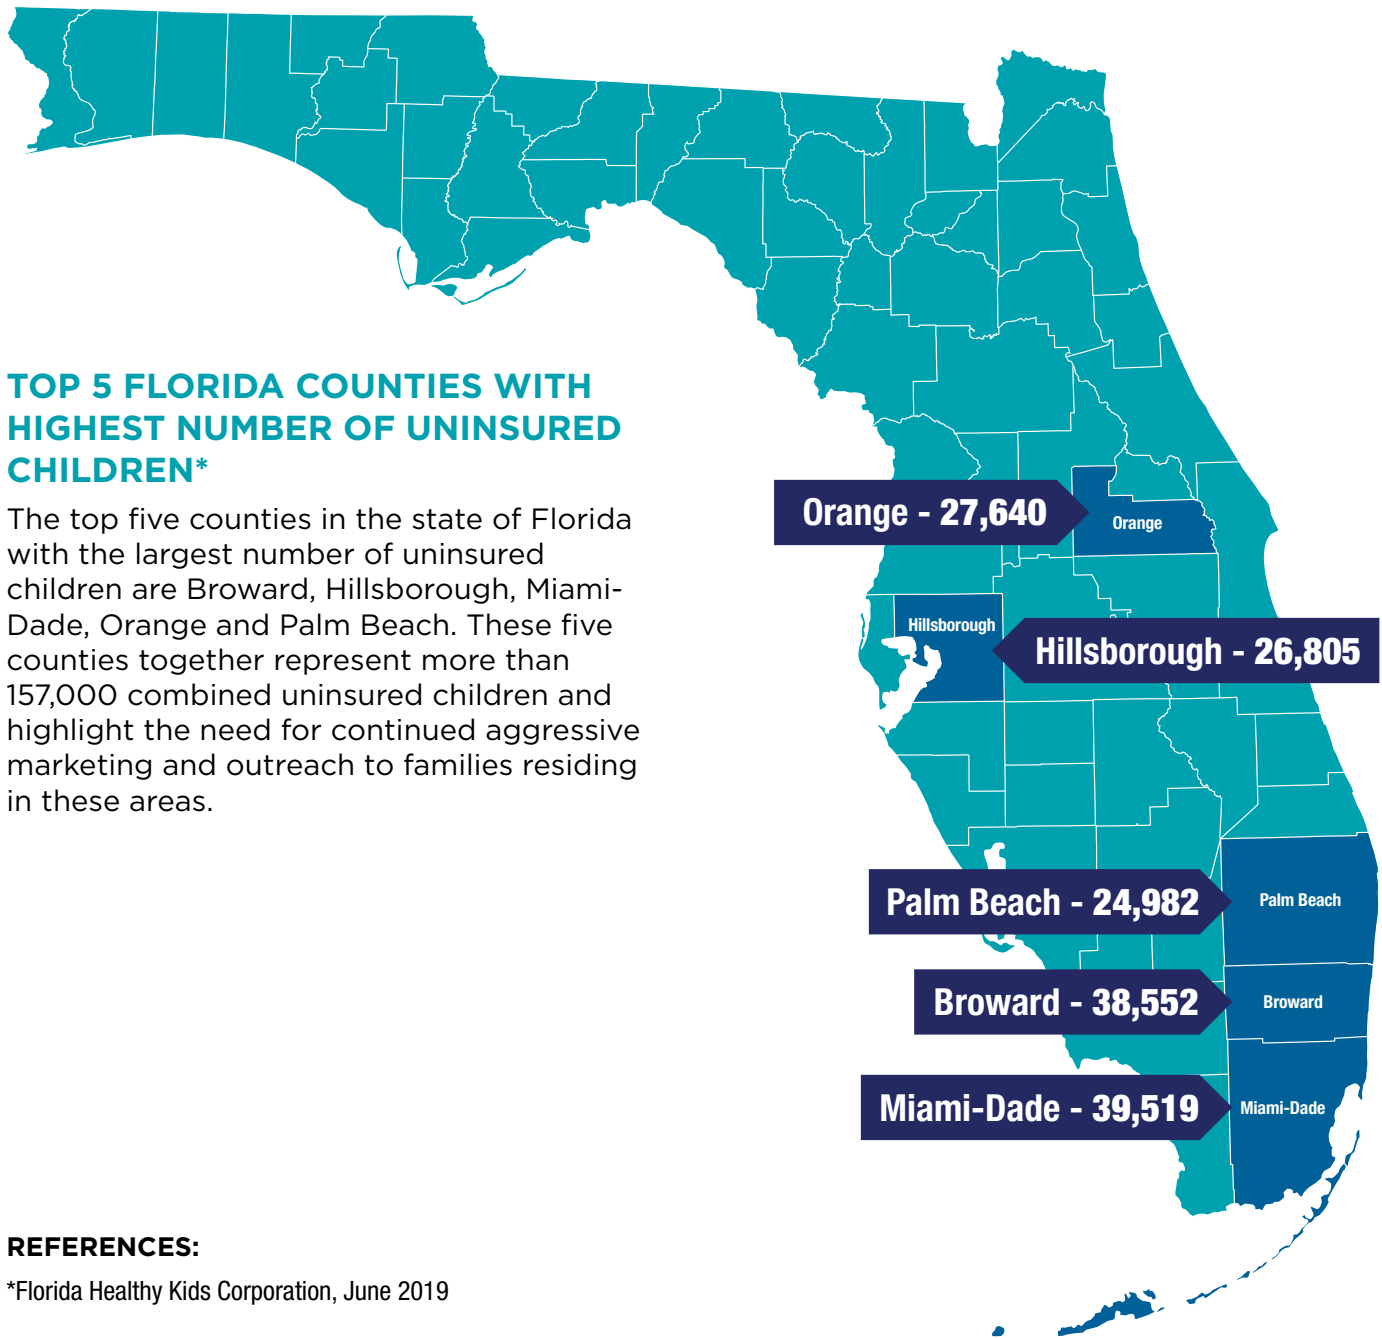 TOP 5 FLORIDA COUNTIES WITH
HIGHEST NUMBER OF UNINSURED
CHILDREN*
The top five counties in the state of Florida
with the largest number of uninsured
children are Broward, Hillsborough, Miami-
Dade, Orange and Palm Beach. These five
counties together represent more than
157,000 combined uninsured children and
highlight the need for continued aggressive
marketing and outreach to families residing
in these areas.
Orange - 27,640
Orange
Hillsborough
Hillsborough - 26,805
Palm Beach - 24,982
Palm Beach
Broward - 38,552
Broward
Miami-Dade - 39,519
Miami-Dade
REFERENCES:
*Florida Healthy Kids Corporation, June 2019